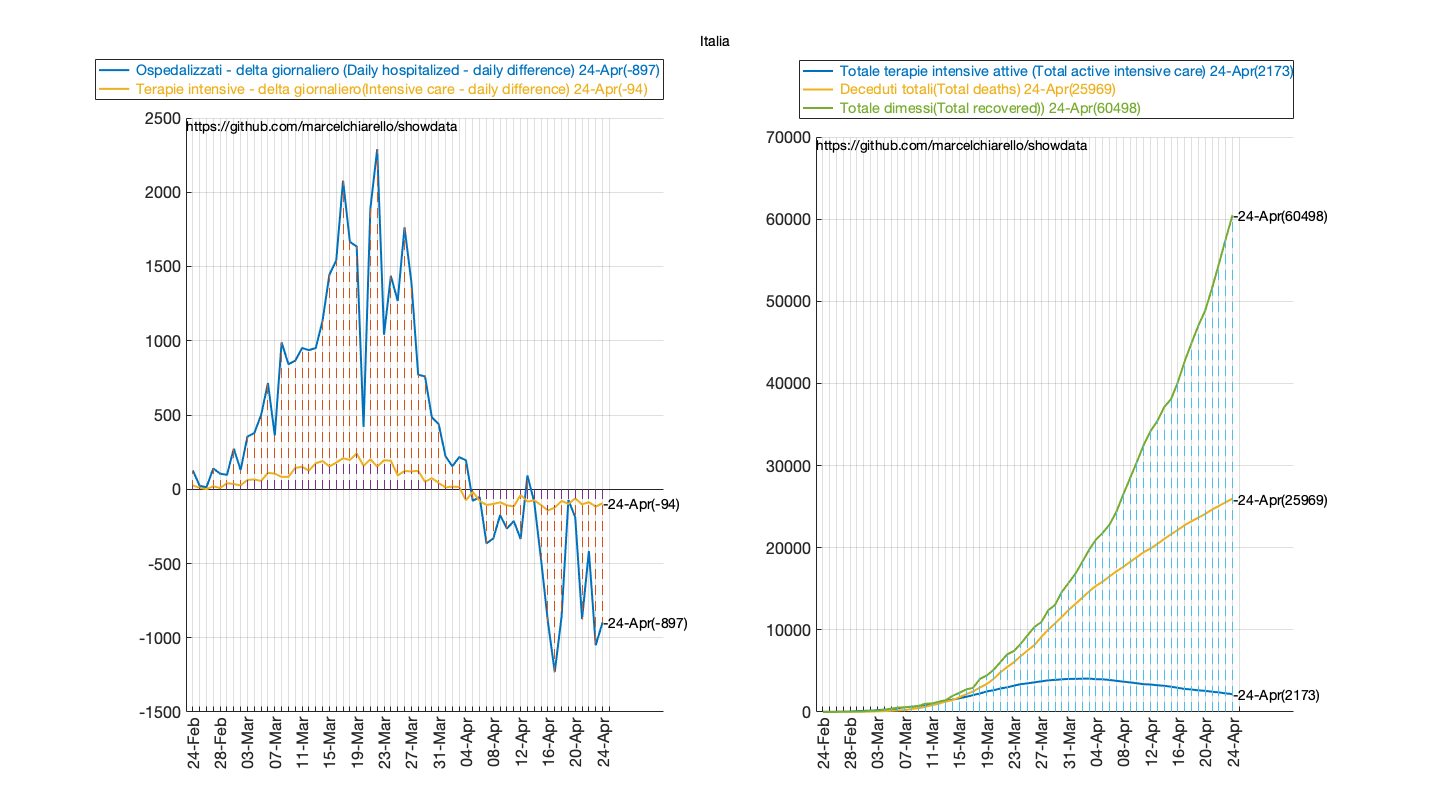 Italia
Ospedalizzati - delta giornaliero (Daily hospitalized - daily difference) 24-Apr(-897)
Terapie intensive - delta giornaliero(Intensive care - daily difference) 24-Apr(-94)
2500
https://github.com/marcelchiarello/showdata
2000
1500
1000
500
0
-500
-1000
-1500
-24-Apr(-94)
-24-Apr(-897)
24-Feb
28-Feb
03-Mar
07-Mar
11-Mar
15-Mar
19-Mar
23-Mar
27-Mar
31-Mar
04-Apr
08-Apr
12-Apr
16-Apr
20-Apr
24-Apr
Totale terapie intensive attive (Total active intensive care) 24-Apr(2173)
Deceduti totali(Total deaths) 24-Apr(25969)
Totale dimessi(Total recovered)) 24-Apr(60498)
70000
https://github.com/marcelchiarello/showdata
60000
50000
40000
30000
20000
10000
0
-24-Apr(60498)
-24-Apr(25969)
-24-Apr(2173)
24-Feb
28-Feb
03-Mar
07-Mar
11-Mar
15-Mar
19-Mar
23-Mar
27-Mar
31-Mar
04-Apr
08-Apr
12-Apr
16-Apr
20-Apr
24-Apr